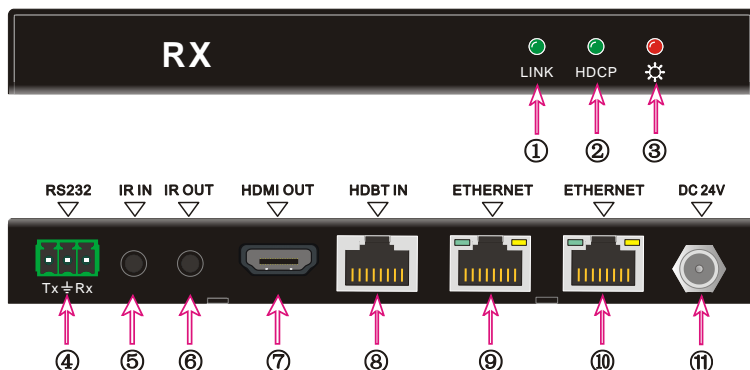 RX
LINK HDCP
① ② ③
RS232 IR IN IR OUT HDMI OUT HDBT IN ETHERNET ETHERNET DC 24V
Tx Rx
④ ⑤ ⑥ ⑦ ⑧ ⑨ ⑩ ⑪